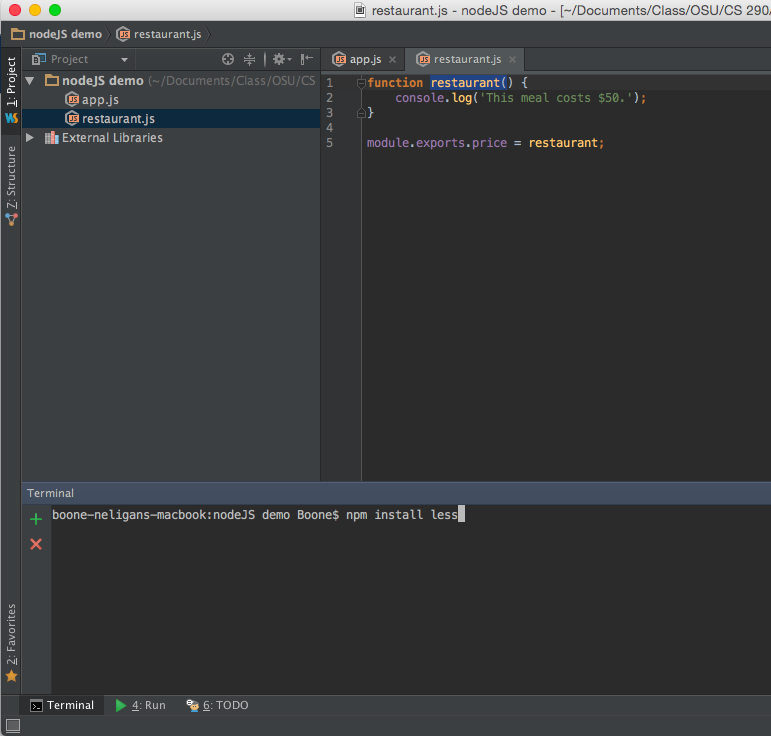 restaurant.js - nodeJS demo - [~/Documents/Class/OSU/CS 290/
nodeJS demo
restaurant.js
1: Project
Project
app.js
restaurant.js
nodeJS demo (~/Documents/Class/OSU/CS
app.js
restaurant.js
External Libraries
1 function restaurant() {
2 console.log('This meal costs $50.');
3 }
4
5 module.exports.price = restaurant;
Z: Structure
Terminal
boone-neligans-macbook:nodeJS demo Boone$ npm install less
2: Favorites
Terminal
4: Run
6: TODO